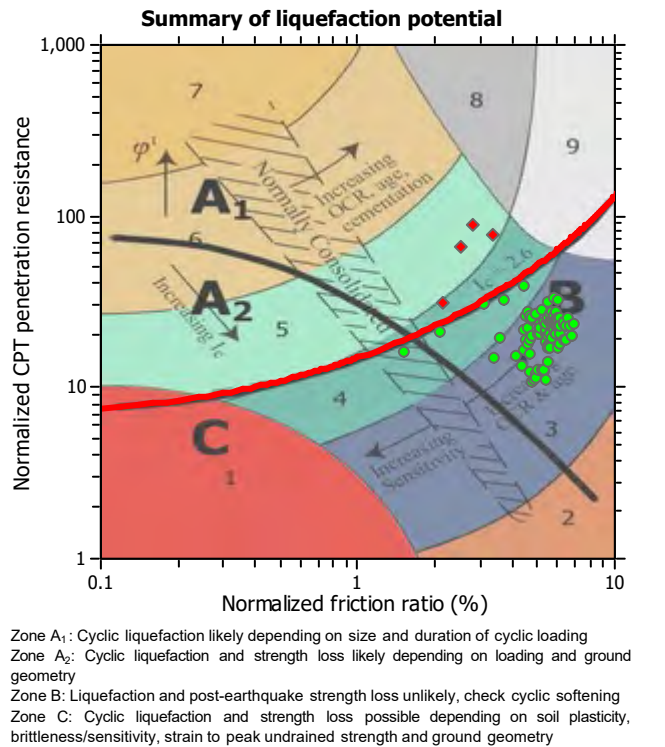 Summary of liquefaction potential
1,000
100
10
1
Normalized CPT penetration resistance
7
8
9
φ'
A1
Increasing
OCR, age,
cementation
Normally Consolidated
6
A2
Increasing Ic
5
Ic = 2.6
B
4
C
1
Increasing
OCR & age
Increasing
Sensitivity
3
2
0.1
1
10
Normalized friction ratio (%)
Zone A1: Cyclic liquefaction likely depending on size and duration of cyclic loading
Zone A2: Cyclic liquefaction and strength loss likely depending on loading and ground
geometry
Zone B: Liquefaction and post-earthquake strength loss unlikely, check cyclic softening
Zone C: Cyclic liquefaction and strength loss possible depending on soil plasticity,
brittleness/sensitivity, strain to peak undrained strength and ground geometry